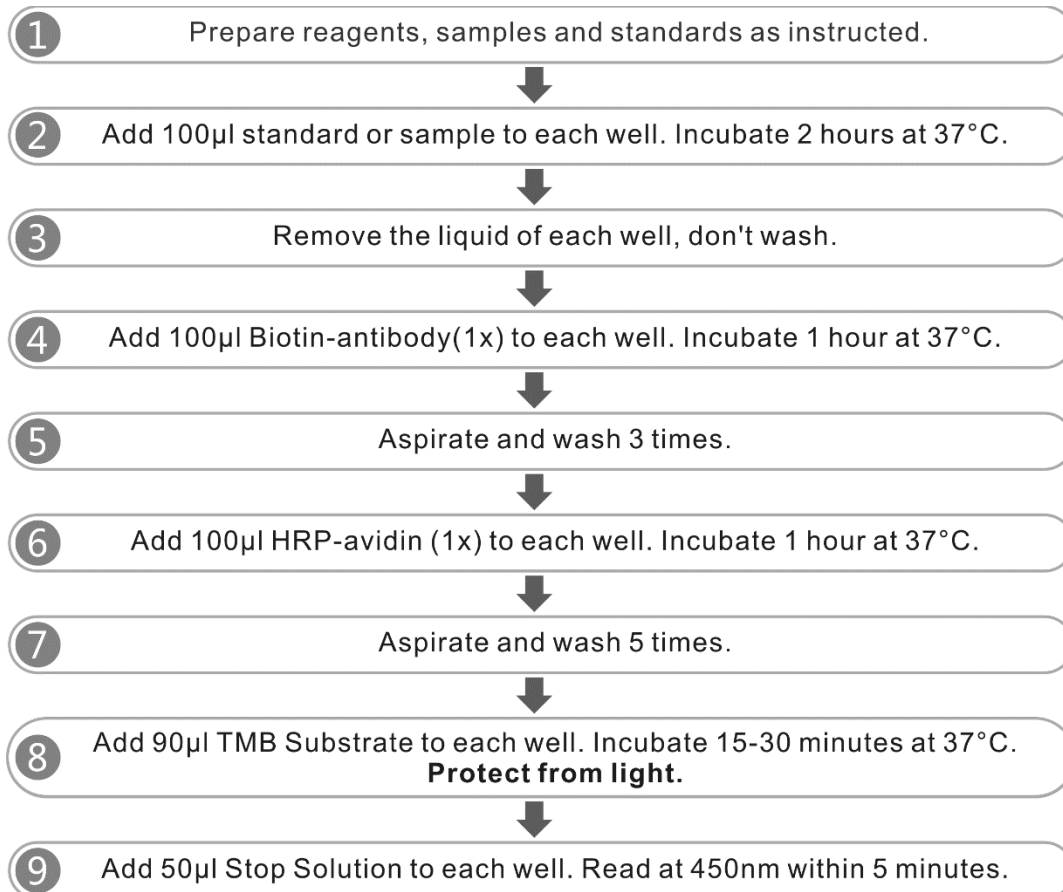 1 Prepare reagents, samples and standards as instructed.
2 Add 100µl standard or sample to each well. Incubate 2 hours at 37°C.
3 Remove the liquid of each well, don't wash.
4 Add 100µl Biotin-antibody(1x) to each well. Incubate 1 hour at 37°C.
5 Aspirate and wash 3 times.
6 Add 100µl HRP-avidin (1x) to each well. Incubate 1 hour at 37°C.
7 Aspirate and wash 5 times.
8 Add 90µl TMB Substrate to each well. Incubate 15-30 minutes at 37°C.
Protect from light.
9 Add 50µl Stop Solution to each well. Read at 450nm within 5 minutes.